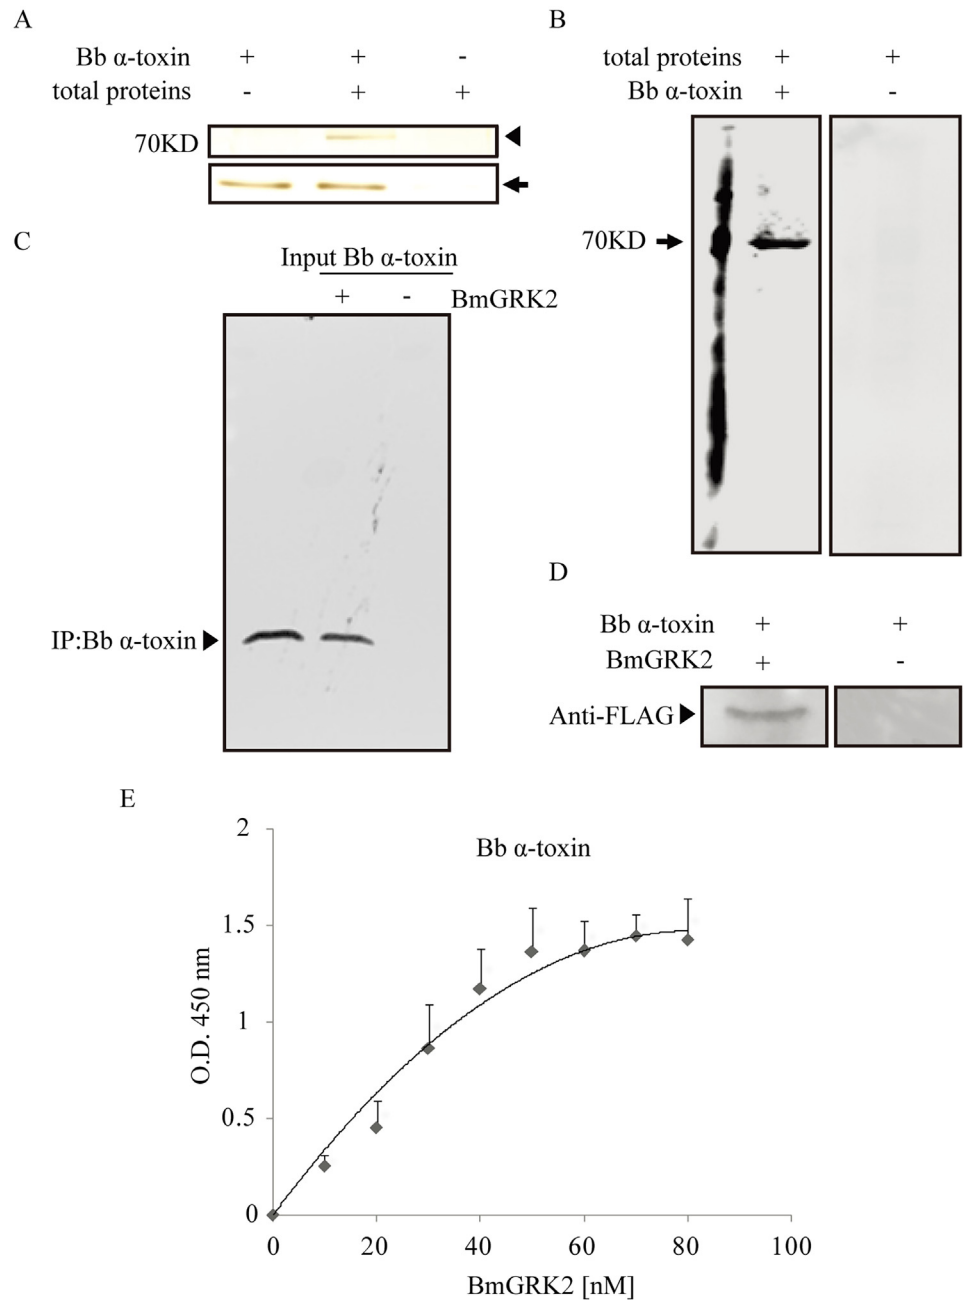 A
Bb α-toxin + + -
total proteins - + +
70KD
B
total proteins + +
Bb α-toxin + -
70KD
C
Input Bb α-toxin
+ - BmGRK2
IP:Bb α-toxin
D
Bb α-toxin + +
BmGRK2 + -
Anti-FLAG
E
Bb α-toxin
O.D. 450 nm
2
1.5
1
0.5
0
0 20 40 60 80 100
BmGRK2 [nM]